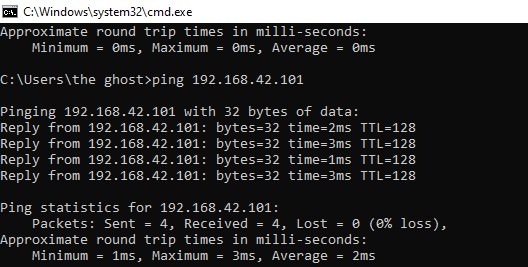 C:\Windows\system32\cmd.exe
Approximate round trip times in milli-seconds:
    Minimum = 0ms, Maximum = 0ms, Average = 0ms
C:\Users\the ghost>ping 192.168.42.101
Pinging 192.168.42.101 with 32 bytes of data:
Reply from 192.168.42.101: bytes=32 time=2ms TTL=128
Reply from 192.168.42.101: bytes=32 time=3ms TTL=128
Reply from 192.168.42.101: bytes=32 time=1ms TTL=128
Reply from 192.168.42.101: bytes=32 time=3ms TTL=128
Ping statistics for 192.168.42.101:
    Packets: Sent = 4, Received = 4, Lost = 0 (0% loss),
Approximate round trip times in milli-seconds:
    Minimum = 1ms, Maximum = 3ms, Average = 2ms